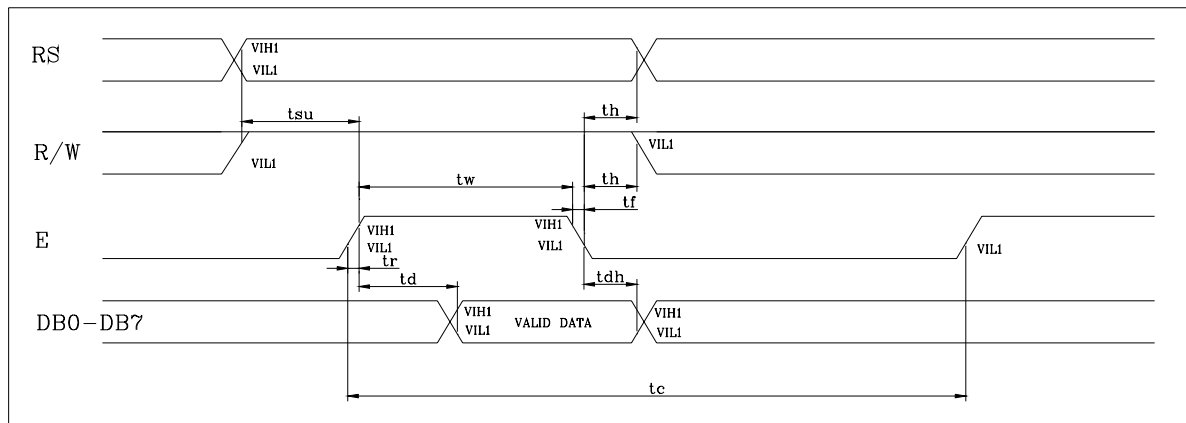 RS
VIH1
VIL1
tsu
th
R/W
VIL1
VIL1
tw
th
tf
E
VIH1
VIL1
VIH1
VIL1
VIL1
tr
td
tdh
DB0-DB7
VIH1
VIL1
VALID DATA
VIH1
VIL1
tc